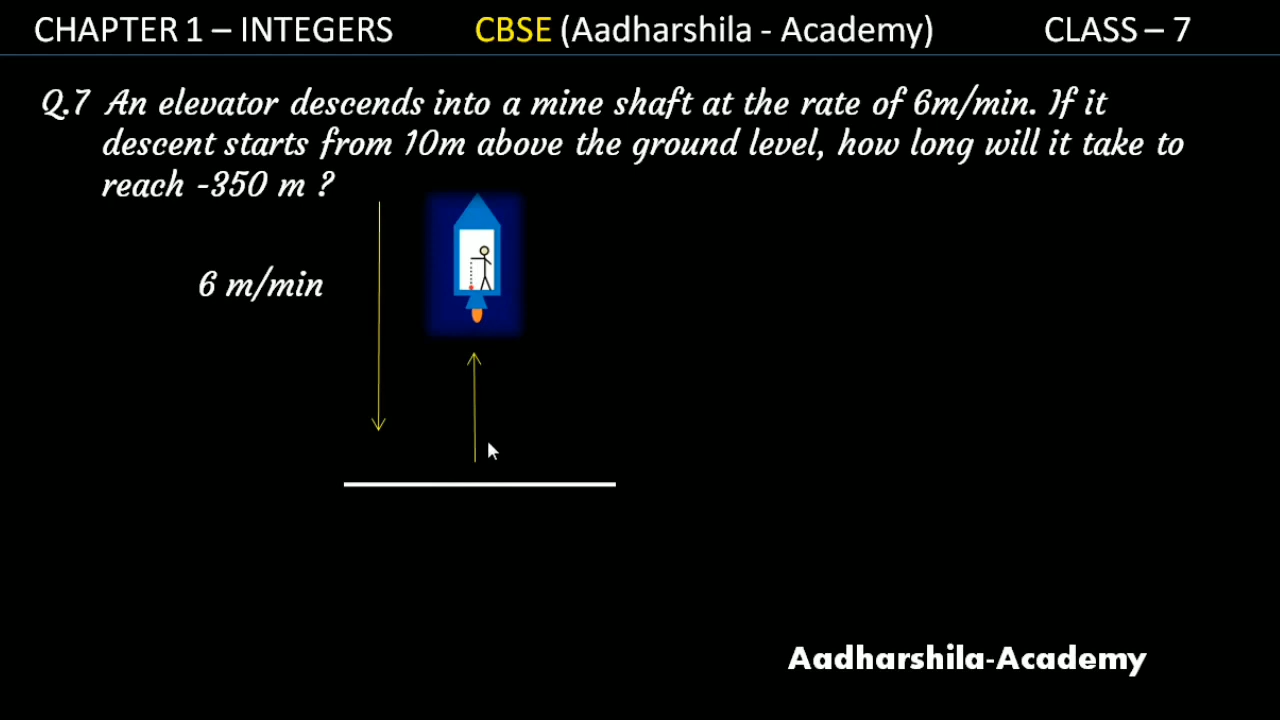 CHAPTER 1 – INTEGERS CBSE (Aadharshila - Academy) CLASS – 7
Q.7 An elevator descends into a mine shaft at the rate of 6m/min. If it
descent starts from 10m above the ground level, how long will it take to
reach -350 m ?
6 m/min
Aadharshila-Academy